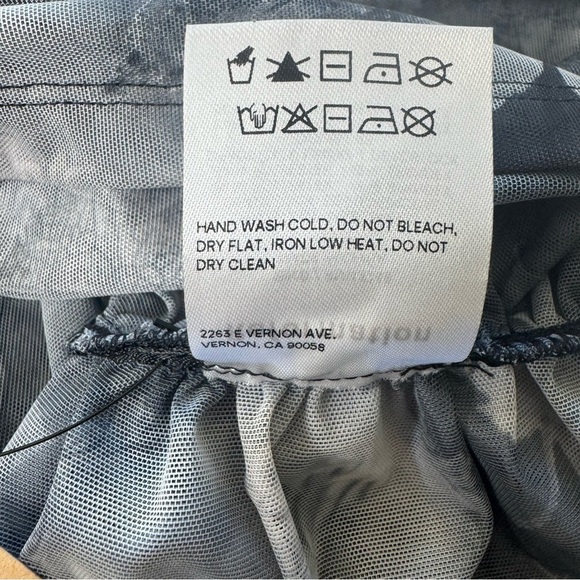 HAND WASH COLD, DO NOT BLEACH,
DRY FLAT, IRON LOW HEAT, DO NOT
DRY CLEAN
2263 E VERNON AVE.
VERNON, CA 90058